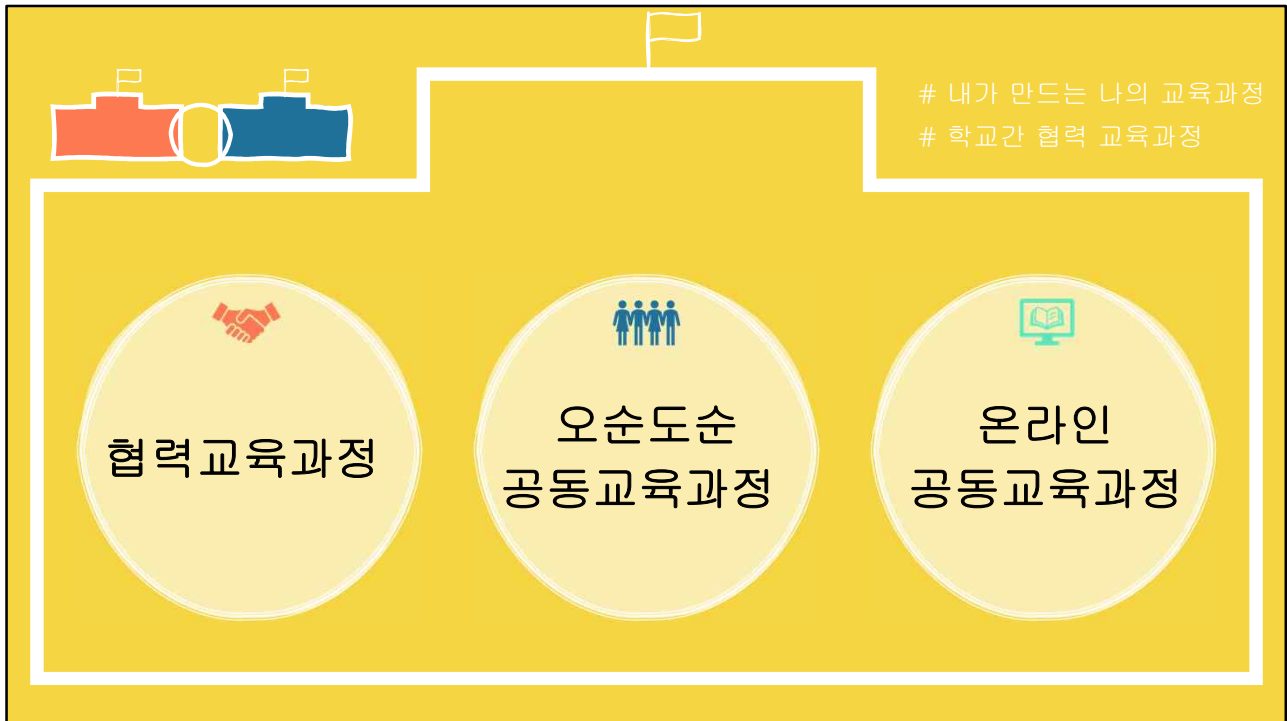 # 내가 만드는 나의 교육과정
# 학교간 협력 교육과정
협력교육과정
오순도순
공동교육과정
온라인
공동교육과정